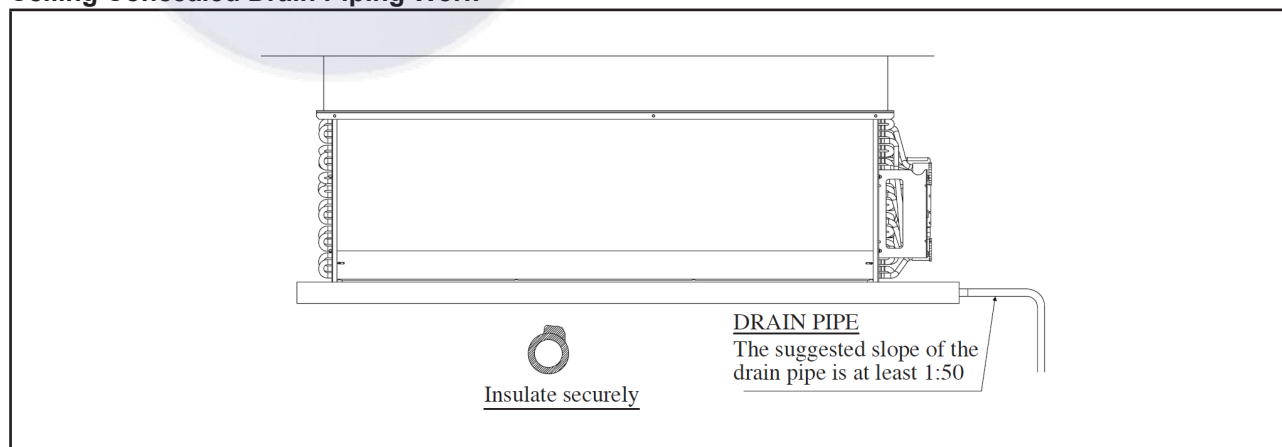 Ceiling Concealed Drain Piping Work
DRAIN PIPE
The suggested slope of the
drain pipe is at least 1:50
Insulate securely